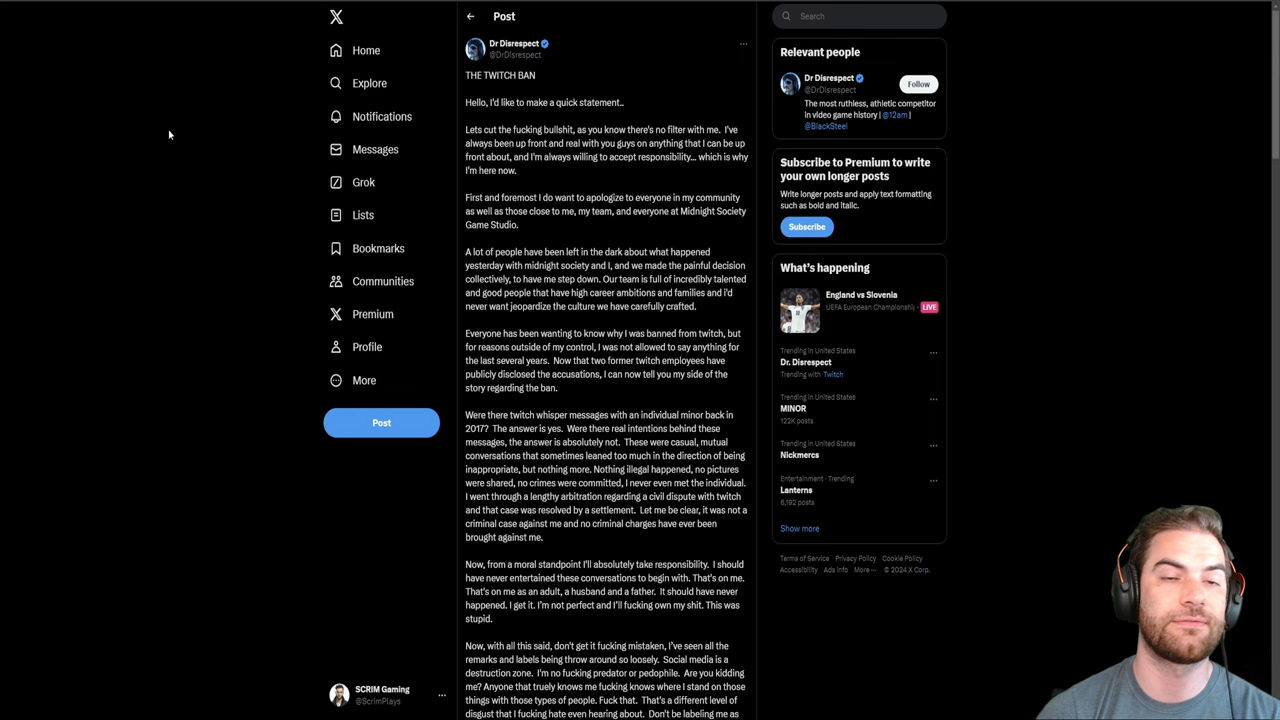 Post
Search
Dr Disrespect
@DrDisrespect
THE TWITCH BAN
Hello, I'd like to make a quick statement..
Lets cut the fucking bullshit, as you know there's no filter with me. I've
always been up front and real with you guys on anything that I can be up
front about, and I'm always willing to accept responsibility... which is why
I'm here now.
First and foremost I do want to apologize to everyone in my community
as well as those close to me, my team, and everyone at Midnight Society
Game Studio.
A lot of people have been left in the dark about what happened
yesterday with midnight society and I, and we made the painful decision
collectively, to have me step down. Our team is full of incredibly talented
and good people that have high career ambitions and families and i'd
never want jeopardize the culture we have carefully crafted.
Everyone has been wanting to know why I was banned from twitch, but
for reasons outside of my control, I was not allowed to say anything for
the last several years. Now that two former twitch employees have
publicly disclosed the accusations, I can now tell you my side of the
story regarding the ban.
Were there twitch whisper messages with an individual minor back in
2017? The answer is yes. Were there real intentions behind these
messages, the answer is absolutely not. These were casual, mutual
conversations that sometimes leaned too much in the direction of being
inappropriate, but nothing more. Nothing illegal happened, no pictures
were shared, no crimes were committed, I never even met the individual.
I went through a lengthy arbitration regarding a civil dispute with twitch
and that case was resolved by a settlement. Let me be clear, it was not a
criminal case against me and no criminal charges have ever been
brought against me.
Now, from a moral standpoint I'll absolutely take responsibility. I should
have never entertained these conversations to begin with. That's on me.
That's on me as an adult, a husband and a father. It should have never
happened. I get it. I'm not perfect and I'll fucking own my shit. This was
stupid.
Now, with all this said, don't get it fucking mistaken, I've seen all the
remarks and labels being throw around so loosely. Social media is a
destruction zone. I'm no fucking predator or pedophile. Are you kidding
me? Anyone that truely knows me fucking knows where I stand on those
things with those types of people. Fuck that. That's a different level of
disgust that I fucking hate even hearing about. Don't be labeling me as
Home
Explore
Notifications
Messages
Grok
Lists
Bookmarks
Communities
Premium
Profile
More
Post
SCRIM Gaming
@ScrimPlays
Relevant people
Dr Disrespect
@DrDisrespect
Follow
The most ruthless, athletic competitor
in video game history | @12am |
@BlackSteel
Subscribe to Premium to write
your own longer posts
Write longer posts and apply text formatting
such as bold and italic.
Subscribe
What's happening
England vs Slovenia
UEFA European Championship · LIVE
Trending in United States
Dr. Disrespect
Trending with Twitch
Trending in United States
MINOR
122K posts
Trending in United States
Nickmercs
Entertainment · Trending
Lanterns
6,192 posts
Show more
Terms of Service Privacy Policy Cookie Policy
Accessibility Ads info More ··· © 2024 X Corp.